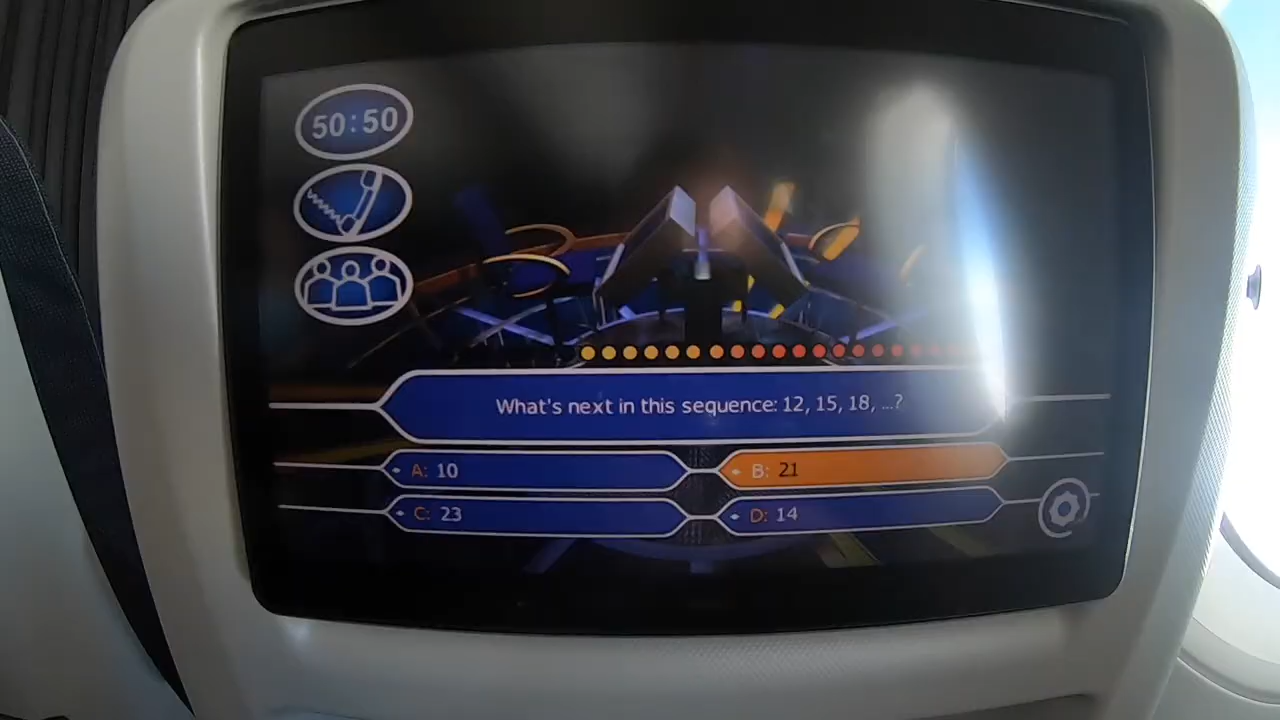 50:50
What's next in this sequence: 12, 15, 18, ...?
A: 10
B: 21
C: 23
D: 14